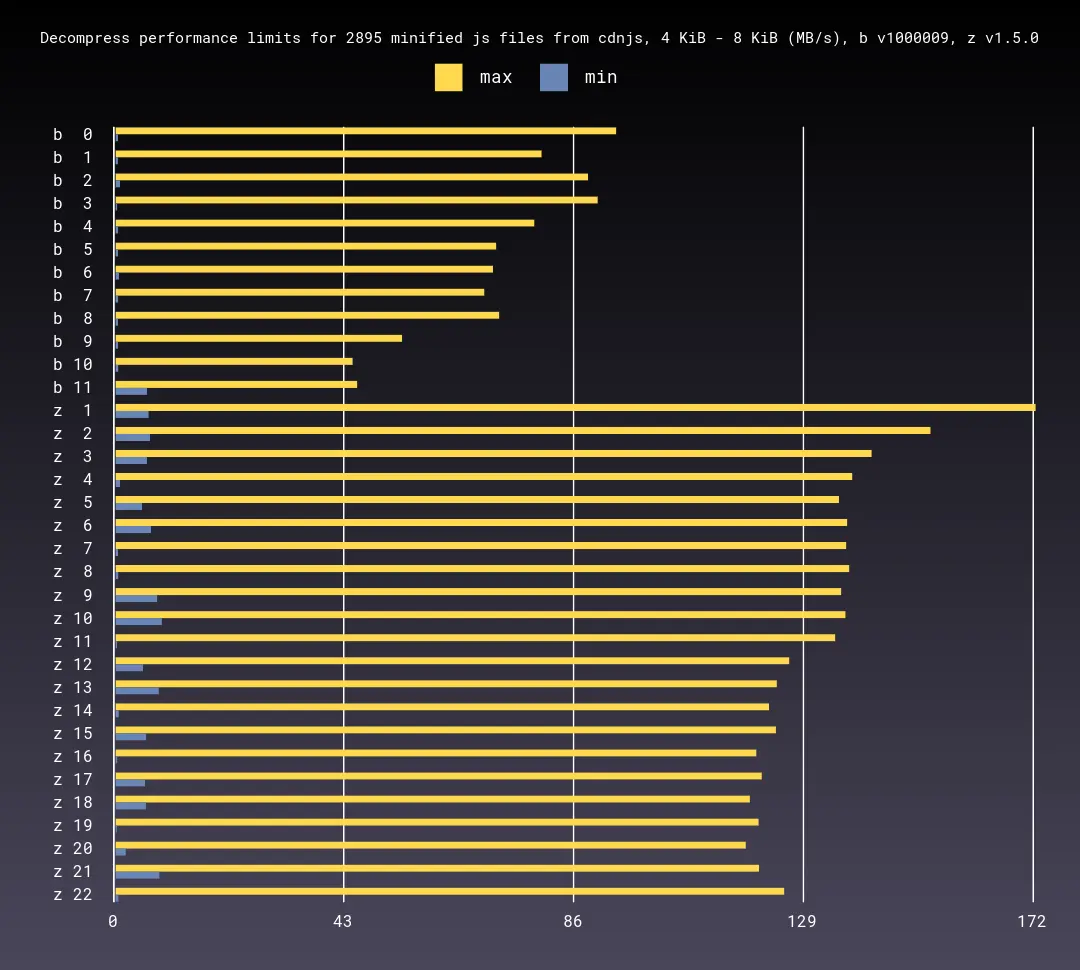 Decompress performance limits for 2895 minified js files from cdnjs, 4 KiB - 8 KiB (MB/s), b v1000009, z v1.5.0
max min
b 0
b 1
b 2
b 3
b 4
b 5
b 6
b 7
b 8
b 9
b 10
b 11
z 1
z 2
z 3
z 4
z 5
z 6
z 7
z 8
z 9
z 10
z 11
z 12
z 13
z 14
z 15
z 16
z 17
z 18
z 19
z 20
z 21
z 22
0 43 86 129 172